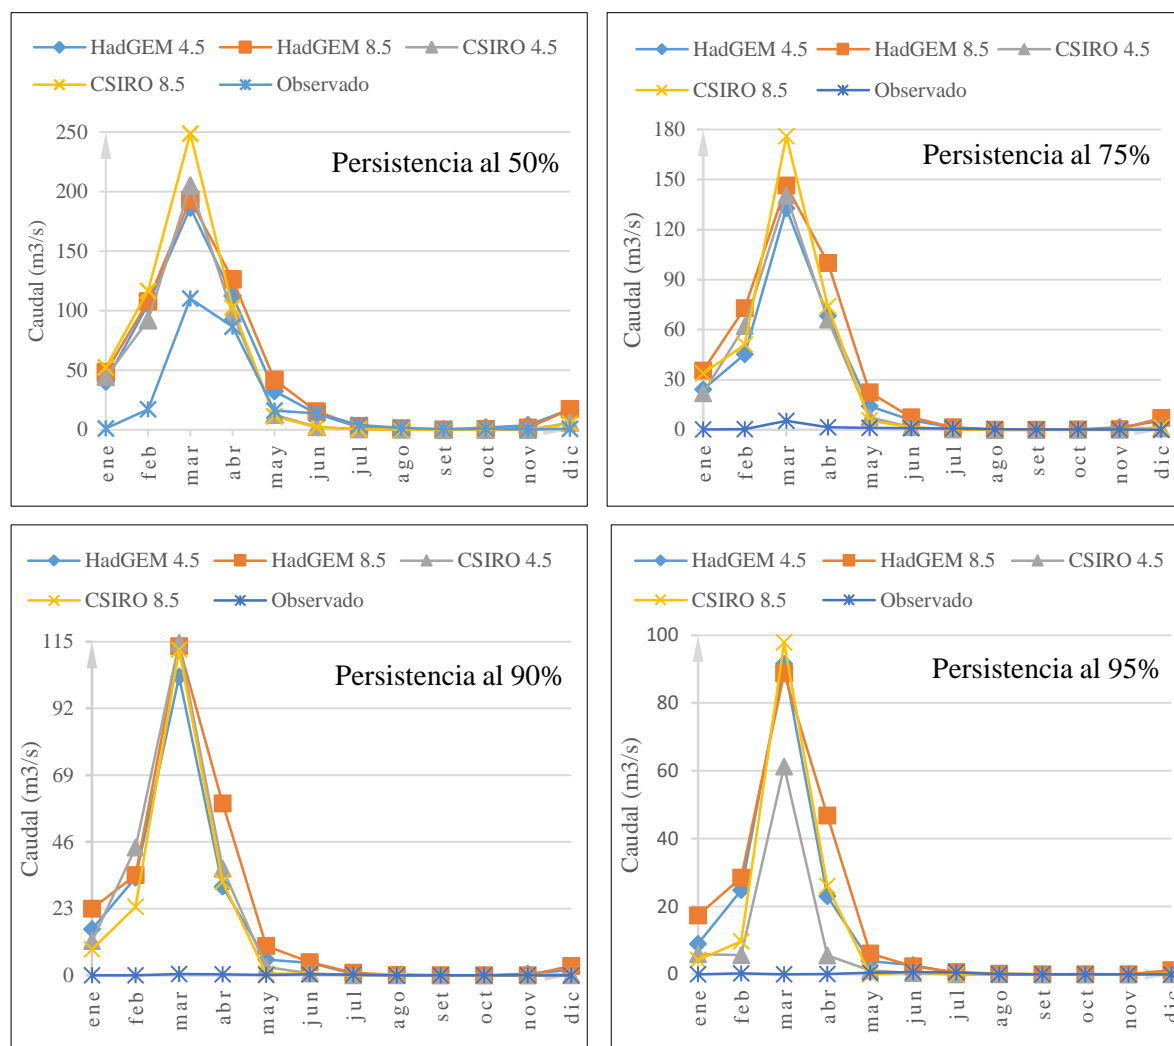 HadGEM 4.5 HadGEM 8.5 CSIRO 4.5
CSIRO 8.5 Observado
Persistencia al 50%
Caudal (m3/s)
250
200
150
100
50
0
ene feb mar abr may jun jul ago set oct nov dic
HadGEM 4.5 HadGEM 8.5 CSIRO 4.5
CSIRO 8.5 Observado
Persistencia al 75%
Caudal (m3/s)
180
150
120
90
60
30
0
ene feb mar abr may jun jul ago set oct nov dic
HadGEM 4.5 HadGEM 8.5 CSIRO 4.5
CSIRO 8.5 Observado
Persistencia al 90%
Caudal (m3/s)
115
92
69
46
23
0
ene feb mar abr may jun jul ago set oct nov dic
HadGEM 4.5 HadGEM 8.5 CSIRO 4.5
CSIRO 8.5 Observado
Persistencia al 95%
Caudal (m3/s)
100
80
60
40
20
0
ene feb mar abr may jun jul ago set oct nov dic